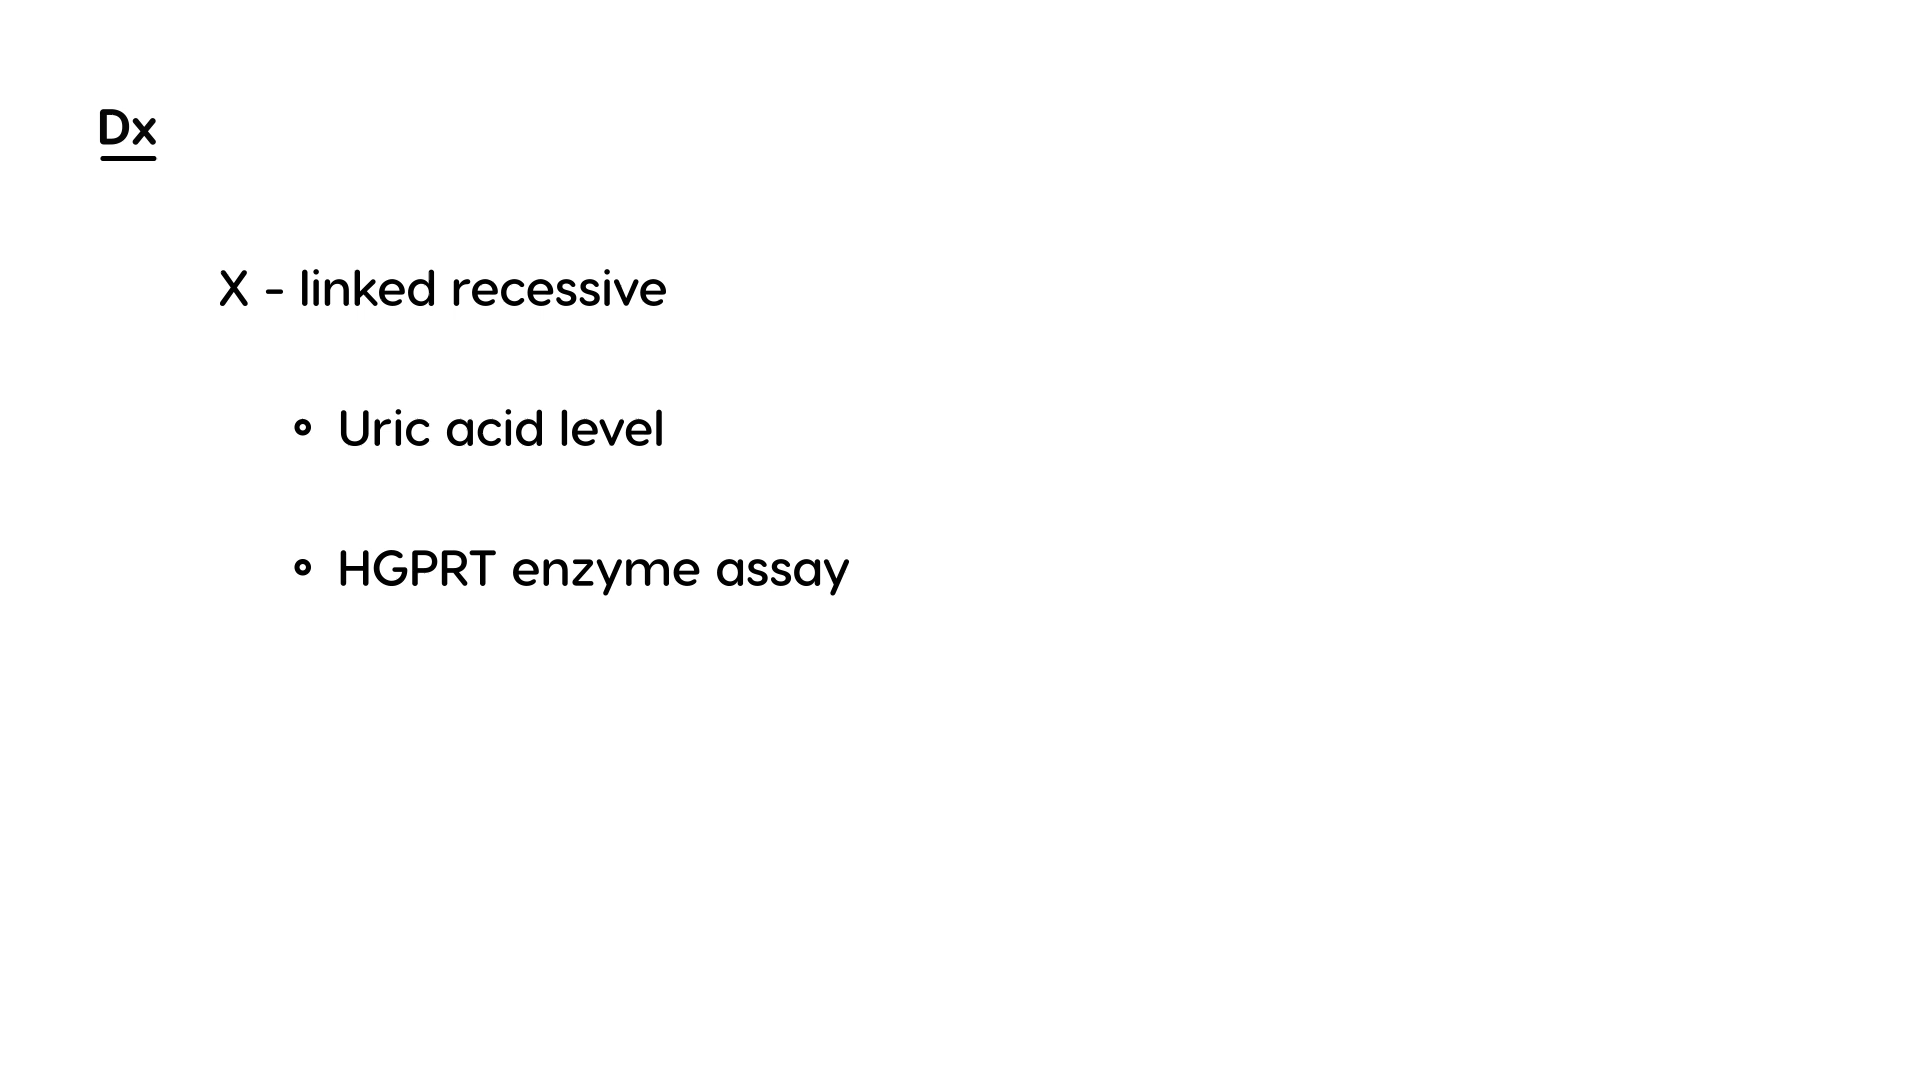 Dx
X - linked recessive
⚬ Uric acid level
⚬ HGPRT enzyme assay